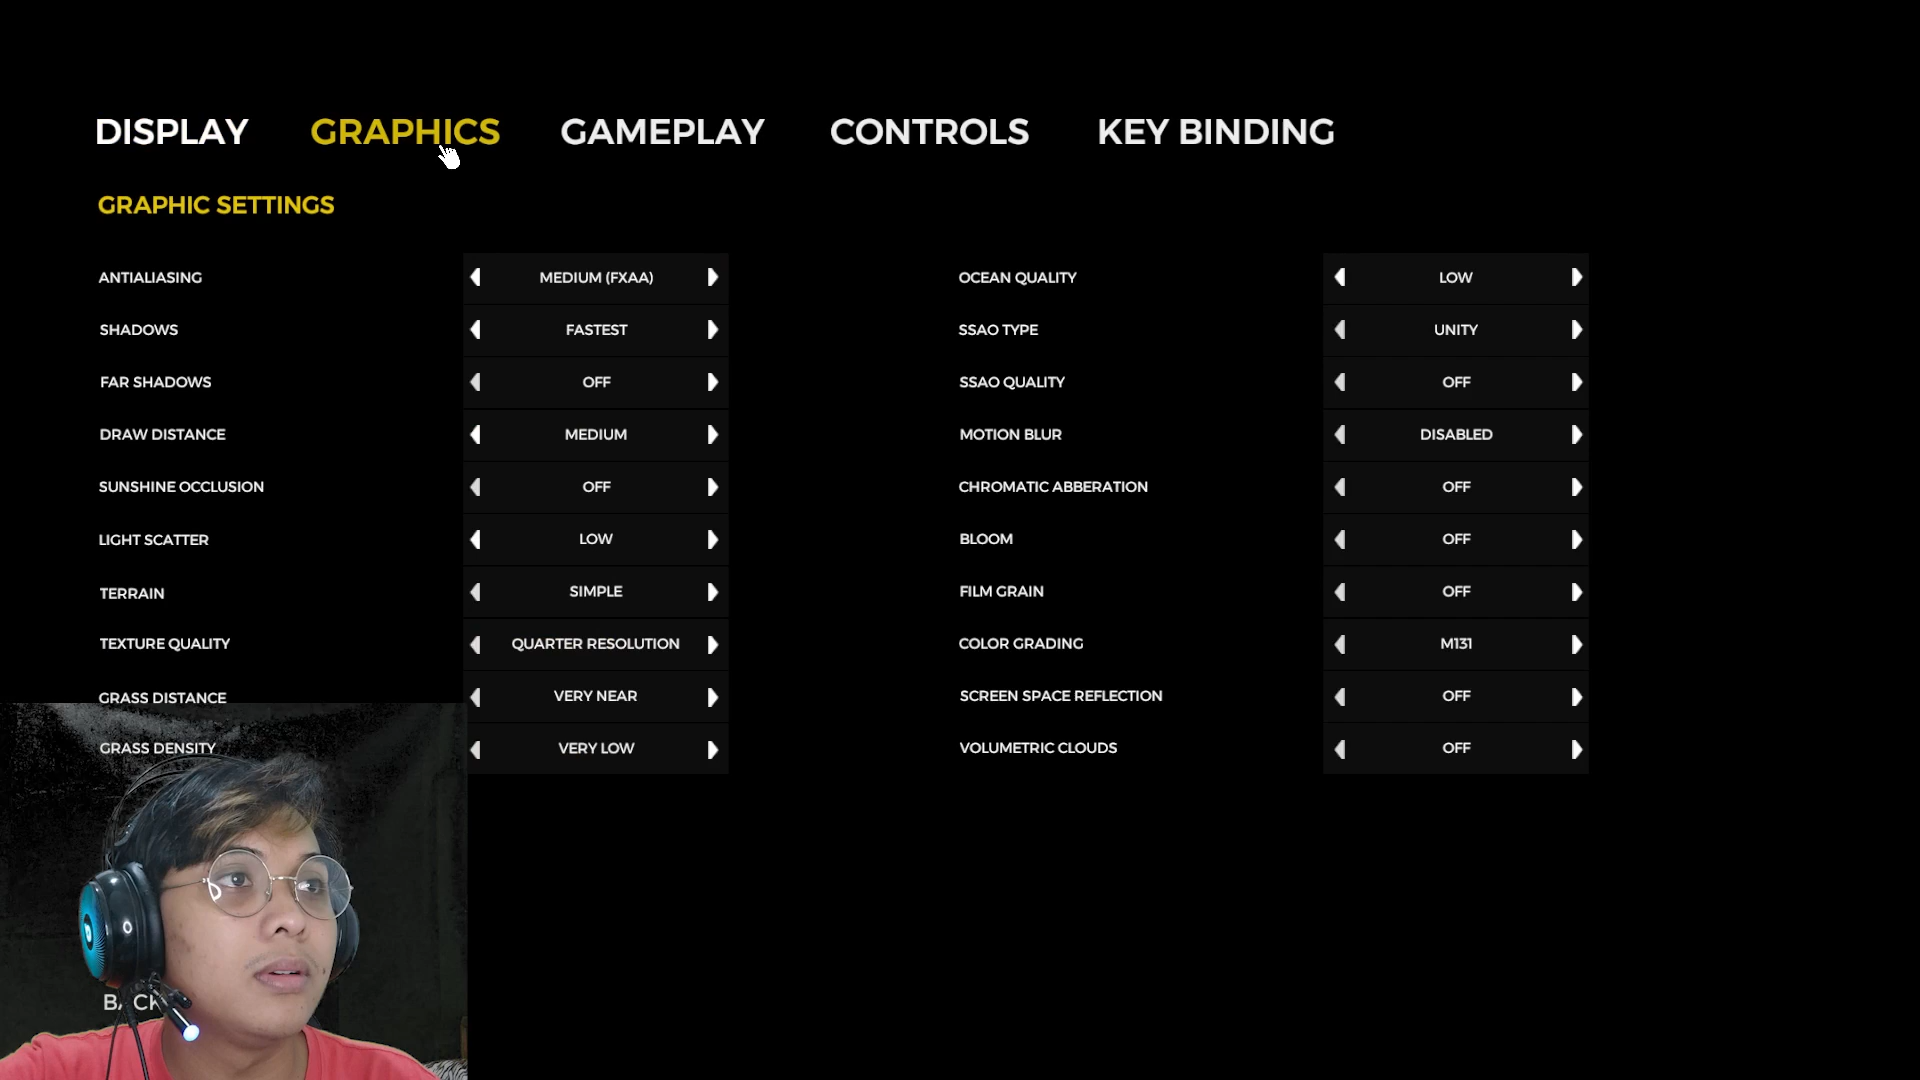 DISPLAY GRAPHICS GAMEPLAY CONTROLS KEY BINDING
GRAPHIC SETTINGS
ANTIALIASING MEDIUM (FXAA) OCEAN QUALITY LOW
SHADOWS FASTEST SSAO TYPE UNITY
FAR SHADOWS OFF SSAO QUALITY OFF
DRAW DISTANCE MEDIUM MOTION BLUR DISABLED
SUNSHINE OCCLUSION OFF CHROMATIC ABBERATION OFF
LIGHT SCATTER LOW BLOOM OFF
TERRAIN SIMPLE FILM GRAIN OFF
TEXTURE QUALITY QUARTER RESOLUTION COLOR GRADING M131
GRASS DISTANCE VERY NEAR SCREEN SPACE REFLECTION OFF
GRASS DENSITY VERY LOW VOLUMETRIC CLOUDS OFF
BACK